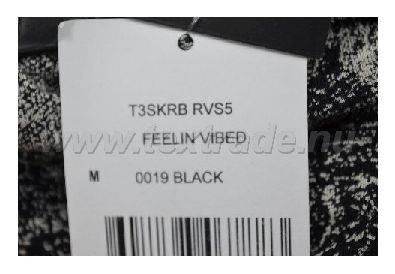 T3SKRB RVS5
FEELIN VIBED
www.textrade.nu
M 0019 BLACK